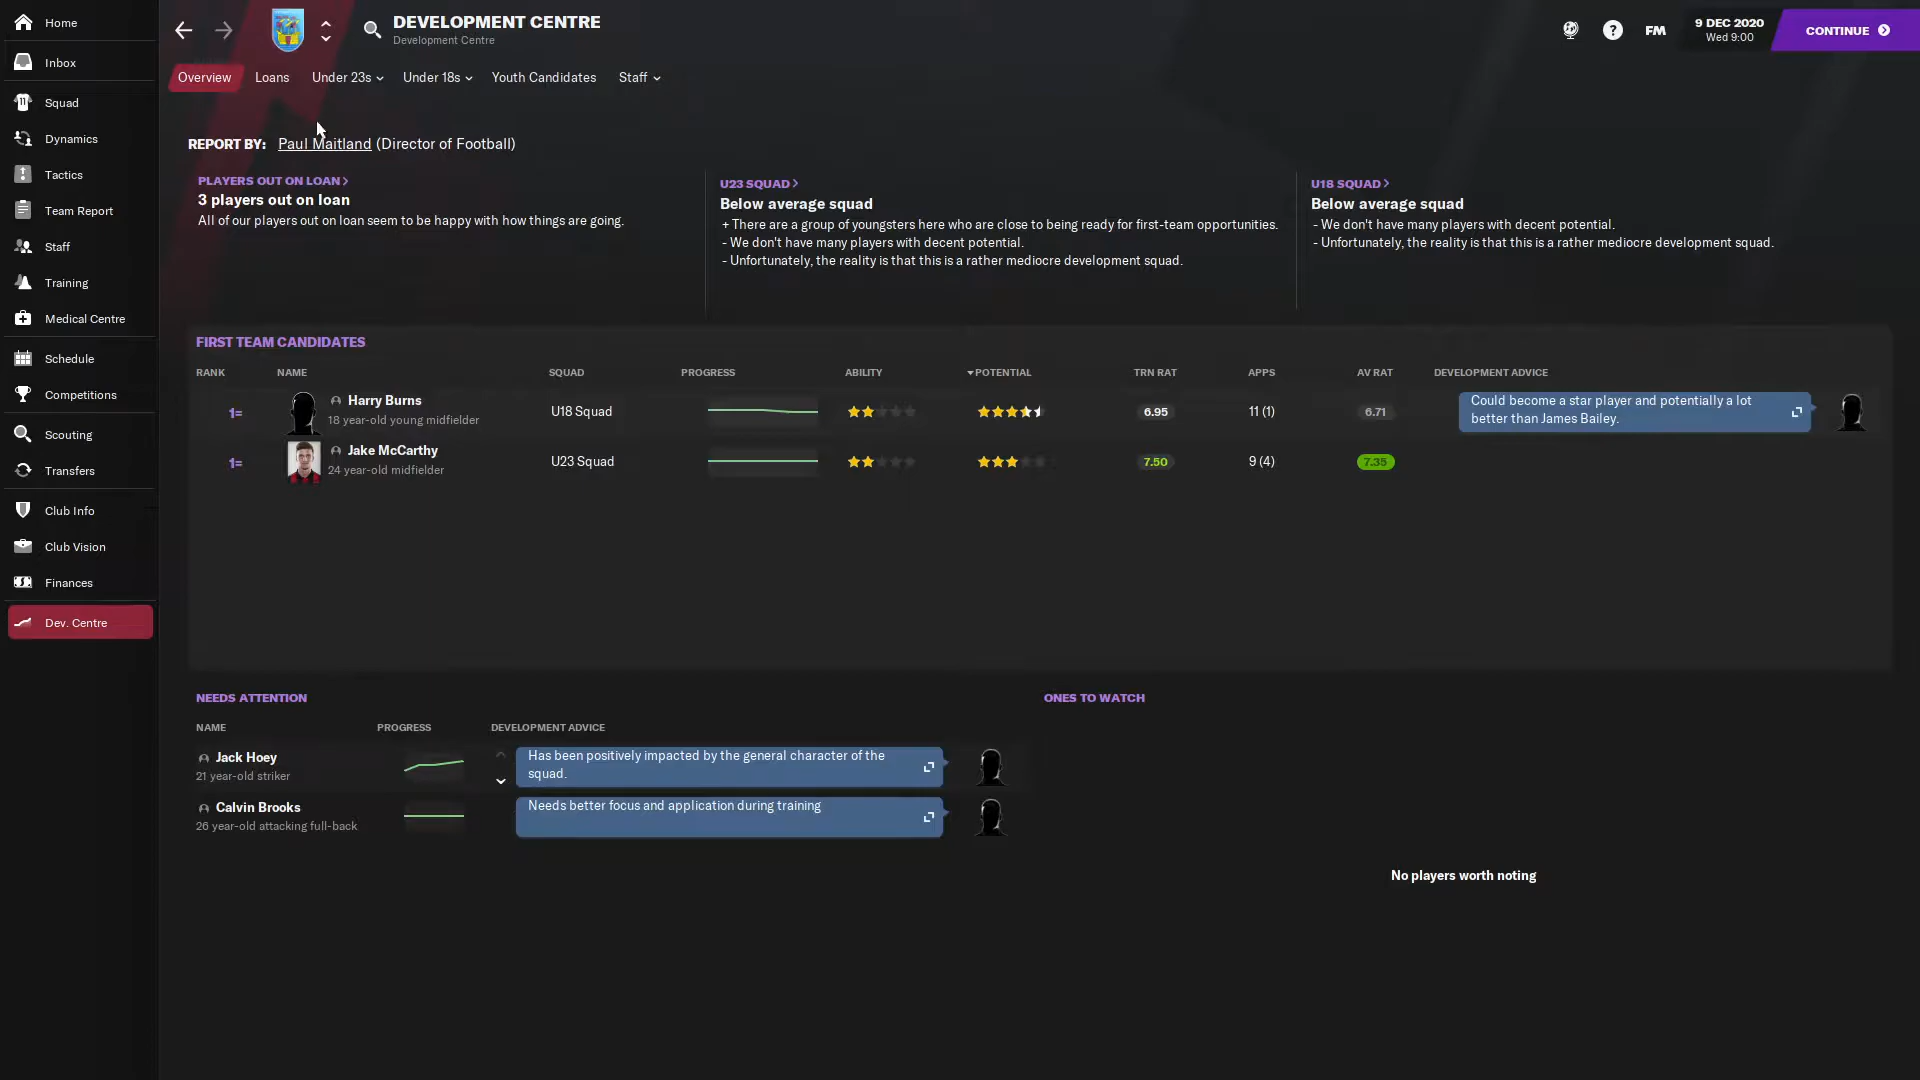 Home
Inbox
Squad
Dynamics
Tactics
Team Report
Staff
Training
Medical Centre
Schedule
Competitions
Scouting
Transfers
Club Info
Club Vision
Finances
Dev. Centre
DEVELOPMENT CENTRE
Development Centre
FM
9 DEC 2020
Wed 9:00
CONTINUE
Overview Loans Under 23s Under 18s Youth Candidates Staff
REPORT BY: Paul Maitland (Director of Football)
PLAYERS OUT ON LOAN >
3 players out on loan
All of our players out on loan seem to be happy with how things are going.
U23 SQUAD >
Below average squad
+ There are a group of youngsters here who are close to being ready for first-team opportunities.
- We don't have many players with decent potential.
- Unfortunately, the reality is that this is a rather mediocre development squad.
U18 SQUAD >
Below average squad
- We don't have many players with decent potential.
- Unfortunately, the reality is that this is a rather mediocre development squad.
FIRST TEAM CANDIDATES
RANK NAME SQUAD PROGRESS ABILITY POTENTIAL TRN RAT APPS AV RAT DEVELOPMENT ADVICE
1= Harry Burns
18 year-old young midfielder
U18 Squad 6.95 11 (1) 6.71
Could become a star player and potentially a lot
better than James Bailey.
1= Jake McCarthy
24 year-old midfielder
U23 Squad 7.50 9 (4) 7.35
NEEDS ATTENTION
NAME PROGRESS DEVELOPMENT ADVICE
Jack Hoey
21 year-old striker
Has been positively impacted by the general character of the
squad.
Calvin Brooks
26 year-old attacking full-back
Needs better focus and application during training
ONES TO WATCH
No players worth noting